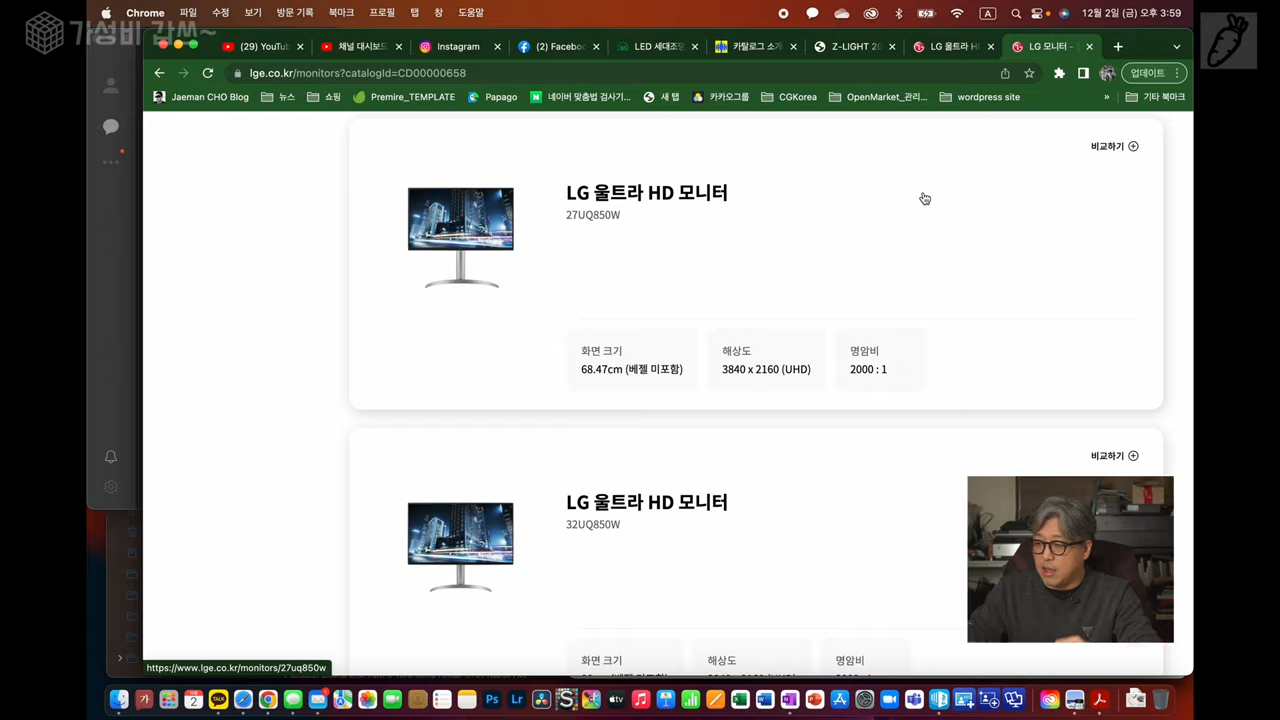 가성비 갑ᄊ~
Chrome 파일 수정 보기 방문 기록 북마크 프로필 탭 창 도움말 A 12월 2일 (금) 오후 3:59
(29) YouTu 채널 대시보드 Instagram (2) Facebo LED 세대조명 카탈로그 소개 Z-LIGHT 20 LG 울트라 H LG 모니터 -
lge.co.kr/monitors?catalogId=CD00000658 업데이트
Jaeman CHO Blog 뉴스 쇼핑 Premire_TEMPLATE Papago 네이버 맞춤법 검사기... 새 탭 카카오그룹 CGKorea OpenMarket_관리... wordpress site » 기타 북마크
비교하기
LG 울트라 HD 모니터
27UQ850W
화면 크기 해상도 명암비
68.47cm (베젤 미포함) 3840 x 2160 (UHD) 2000 : 1
비교하기
LG 울트라 HD 모니터
32UQ850W
화면 크기 해상도 명암비
https://www.lge.co.kr/monitors/27uq850w